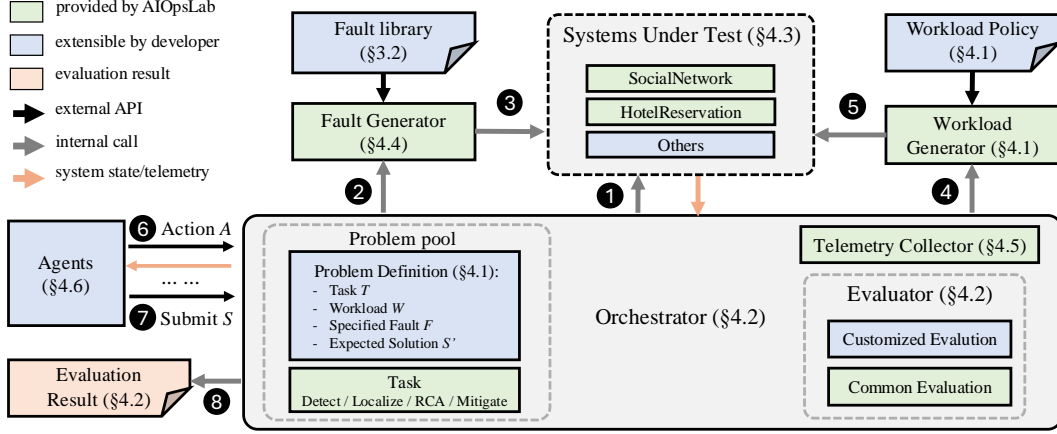 provided by AIOpsLab
extensible by developer
evaluation result
external API
internal call
system state/telemetry
Fault library
(§3.2)
Fault Generator
(§4.4)
2
3
Systems Under Test (§4.3)
SocialNetwork
HotelReservation
Others
1
Workload Policy
(§4.1)
5
Workload
Generator (§4.1)
4
Agents
(§4.6)
6 Action A
... ...
7 Submit S
Evaluation
Result (§4.2)
8
Problem pool
Problem Definition (§4.1):
- Task T
- Workload W
- Specified Fault F
- Expected Solution S'
Task
Detect / Localize / RCA / Mitigate
Orchestrator (§4.2)
Telemetry Collector (§4.5)
Evaluator (§4.2)
Customized Evalution
Common Evaluation